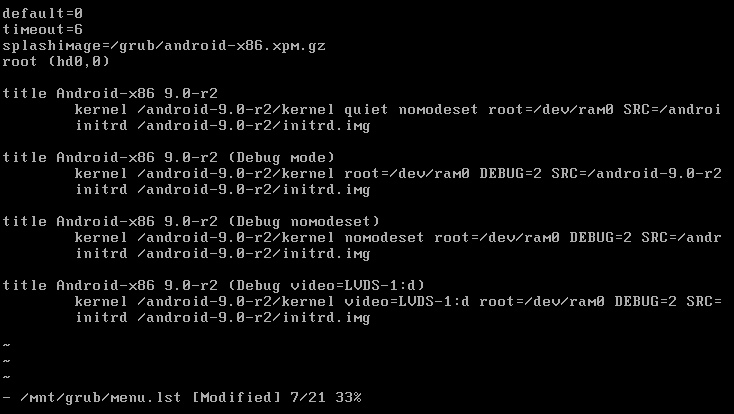 default=0
timeout=6
splashimage=/grub/android-x86.xpm.gz
root (hd0,0)
title Android-x86 9.0-r2
kernel /android-9.0-r2/kernel quiet nomodeset root=/dev/ram0 SRC=/androi
initrd /android-9.0-r2/initrd.img
title Android-x86 9.0-r2 (Debug mode)
kernel /android-9.0-r2/kernel root=/dev/ram0 DEBUG=2 SRC=/android-9.0-r2
initrd /android-9.0-r2/initrd.img
title Android-x86 9.0-r2 (Debug nomodeset)
kernel /android-9.0-r2/kernel nomodeset root=/dev/ram0 DEBUG=2 SRC=/andr
initrd /android-9.0-r2/initrd.img
title Android-x86 9.0-r2 (Debug video=LVDS-1:d)
kernel /android-9.0-r2/kernel video=LVDS-1:d root=/dev/ram0 DEBUG=2 SRC=
initrd /android-9.0-r2/initrd.img
~
~
~
- /mnt/grub/menu.lst [Modified] 7/21 33%